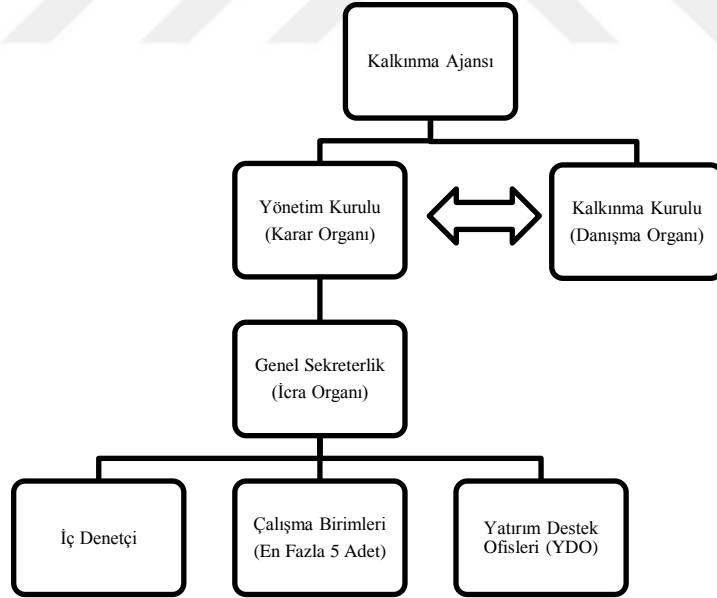 Kalkınma Ajansı
Yönetim Kurulu
(Karar Organı)
Kalkınma Kurulu
(Danışma Organı)
Genel Sekreterlik
(İcra Organı)
İç Denetçi
Çalışma Birimleri
(En Fazla 5 Adet)
Yatırım Destek
Ofisleri (YDO)